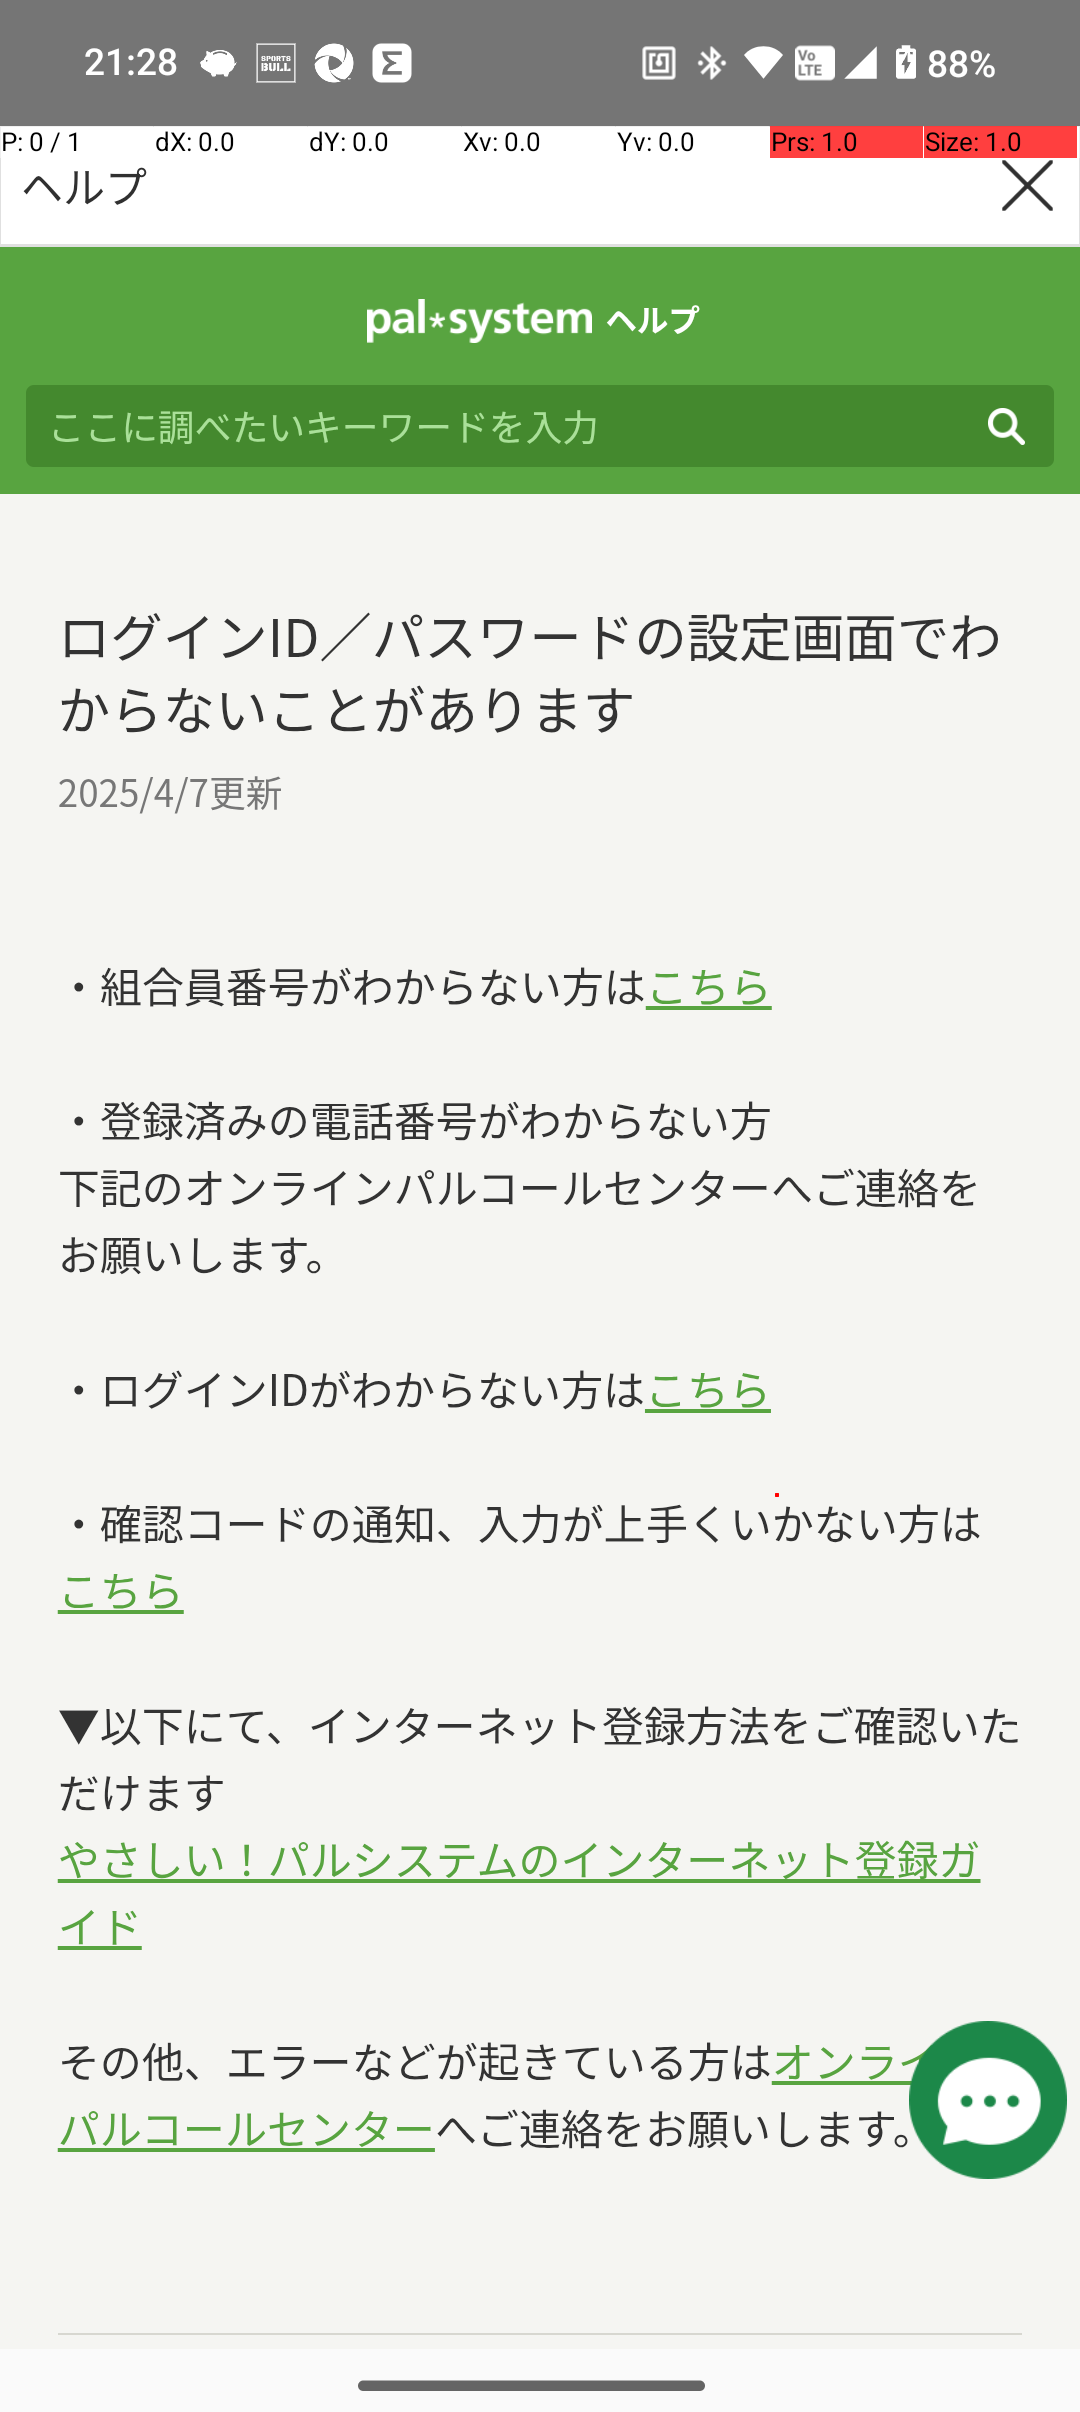 21:28
SPORTS
BULL
Vo
LTE
88%
P: 0 / 1 dX: 0.0 dY: 0.0 Xv: 0.0 Yv: 0.0 Prs: 1.0 Size: 1.0
ヘルプ
pal*system ヘルプ
ここに調べたいキーワードを入力
ログインID／パスワードの設定画面でわ
からないことがあります
2025/4/7更新
・組合員番号がわからない方はこちら
・登録済みの電話番号がわからない方
下記のオンラインパルコールセンターへご連絡を
お願いします。
・ログインIDがわからない方はこちら
・確認コードの通知、入力が上手くいかない方は
こちら
▼以下にて、インターネット登録方法をご確認いた
だけます
やさしい！パルシステムのインターネット登録ガ
イド
その他、エラーなどが起きている方はオンライ
パルコールセンターへご連絡をお願いします。